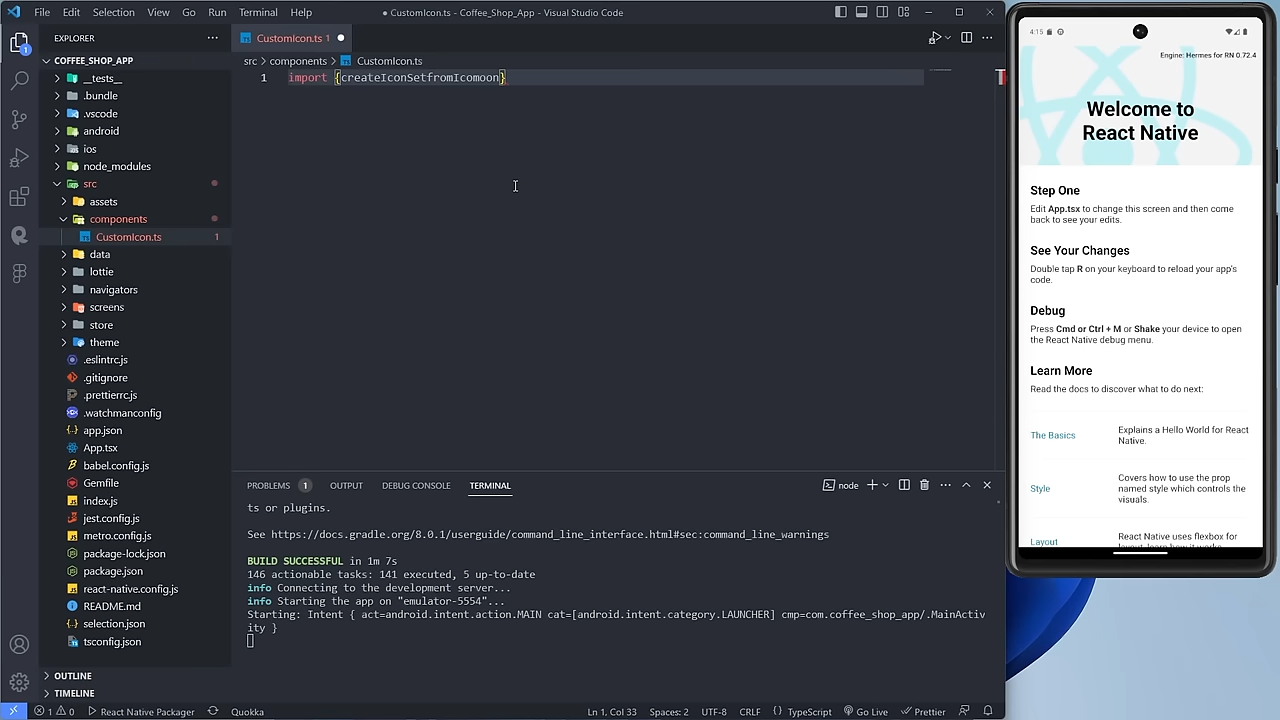 File Edit Selection View Go Run Terminal Help
● CustomIcon.ts - Coffee_Shop_App - Visual Studio Code
EXPLORER
COFFEE_SHOP_APP
__tests__
.bundle
.vscode
android
ios
node_modules
src
assets
components
CustomIcon.ts 1
data
lottie
navigators
screens
store
theme
.eslintrc.js
.gitignore
.prettierrc.js
.watchmanconfig
app.json
App.tsx
babel.config.js
Gemfile
index.js
jest.config.js
metro.config.js
package-lock.json
package.json
react-native.config.js
README.md
selection.json
tsconfig.json
OUTLINE
TIMELINE
CustomIcon.ts 1
src > components > CustomIcon.ts
1 import {createIconSetfromIcomoon}
PROBLEMS 1 OUTPUT DEBUG CONSOLE TERMINAL
node
ts or plugins.
See https://docs.gradle.org/8.0.1/userguide/command_line_interface.html#sec:command_line_warnings
BUILD SUCCESSFUL in 1m 7s
146 actionable tasks: 141 executed, 5 up-to-date
info Connecting to the development server...
info Starting the app on "emulator-5554"...
Starting: Intent { act=android.intent.action.MAIN cat=[android.intent.category.LAUNCHER] cmp=com.coffee_shop_app/.MainActiv
ity }
1 0 React Native Packager Quokka
Ln 1, Col 33 Spaces: 2 UTF-8 CRLF {} TypeScript Go Live Prettier
4:15
Engine: Hermes for RN 0.72.4
Welcome to
React Native
Step One
Edit App.tsx to change this screen and then come
back to see your edits.
See Your Changes
Double tap R on your keyboard to reload your app's
code.
Debug
Press Cmd or Ctrl + M or Shake your device to open
the React Native debug menu.
Learn More
Read the docs to discover what to do next:
The Basics
Explains a Hello World for React
Native.
Style
Covers how to use the prop
named style which controls the
visuals.
Layout
React Native uses flexbox for
layout, learn how it works.